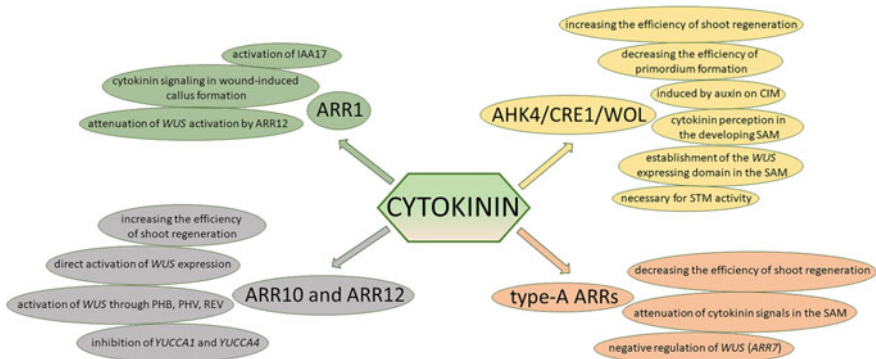 activation of IAA17
cytokinin signaling in wound-induced
callus formation
attenuation of WUS activation by ARR12
ARR1
increasing the efficiency of shoot regeneration
decreasing the efficiency of
primordium formation
induced by auxin on CIM
AHK4/CRE1/WOL
cytokinin perception
in the developing SAM
establishment of the WUS
expressing domain in the SAM
necessary for STM activity
CYTOKININ
increasing the efficiency
of shoot regeneration
direct activation of WUS expression
activation of WUS through PHB, PHV, REV
ARR10 and ARR12
inhibition of YUCCA1 and YUCCA4
type-A ARRs
decreasing the efficiency of shoot regeneration
attenuation of cytokinin signals in the SAM
negative regulation of WUS (ARR7)